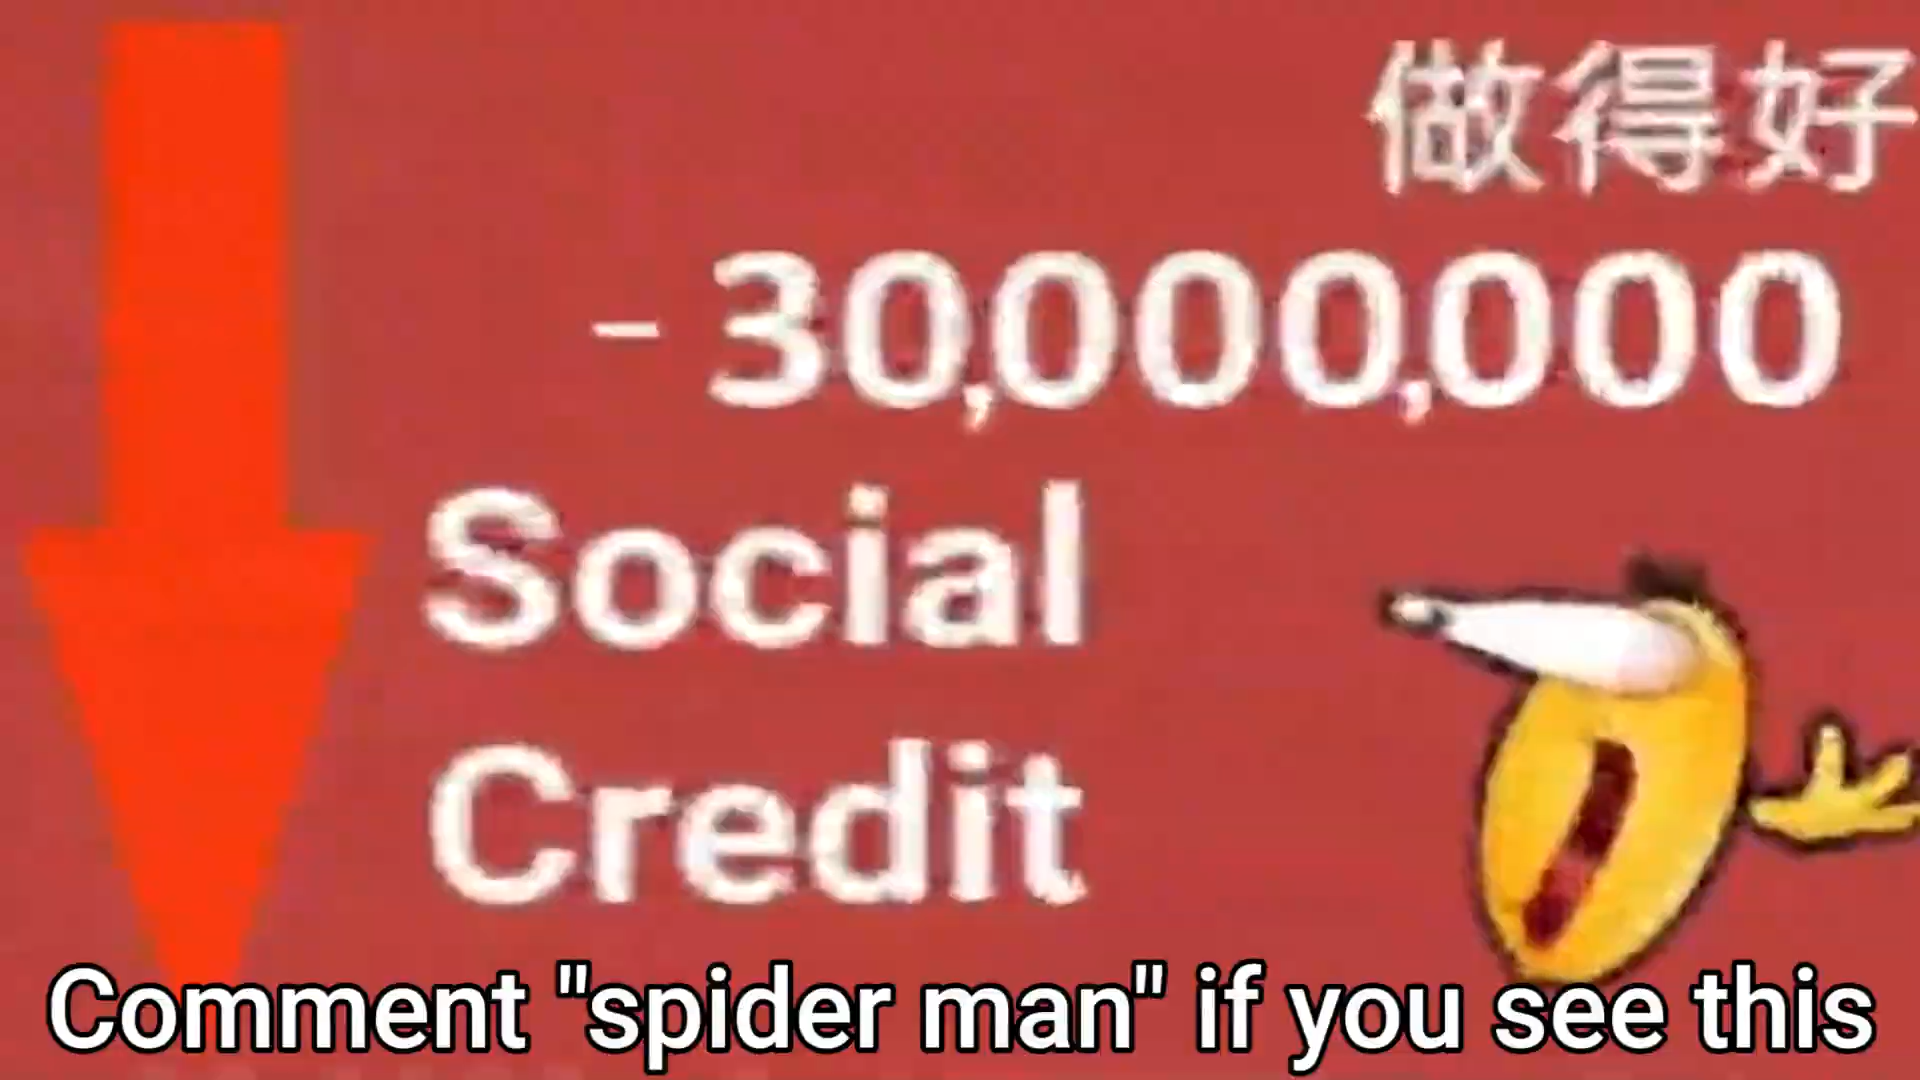 做得好
- 30,000,000
Social
Credit
Comment "spider man" if you see this